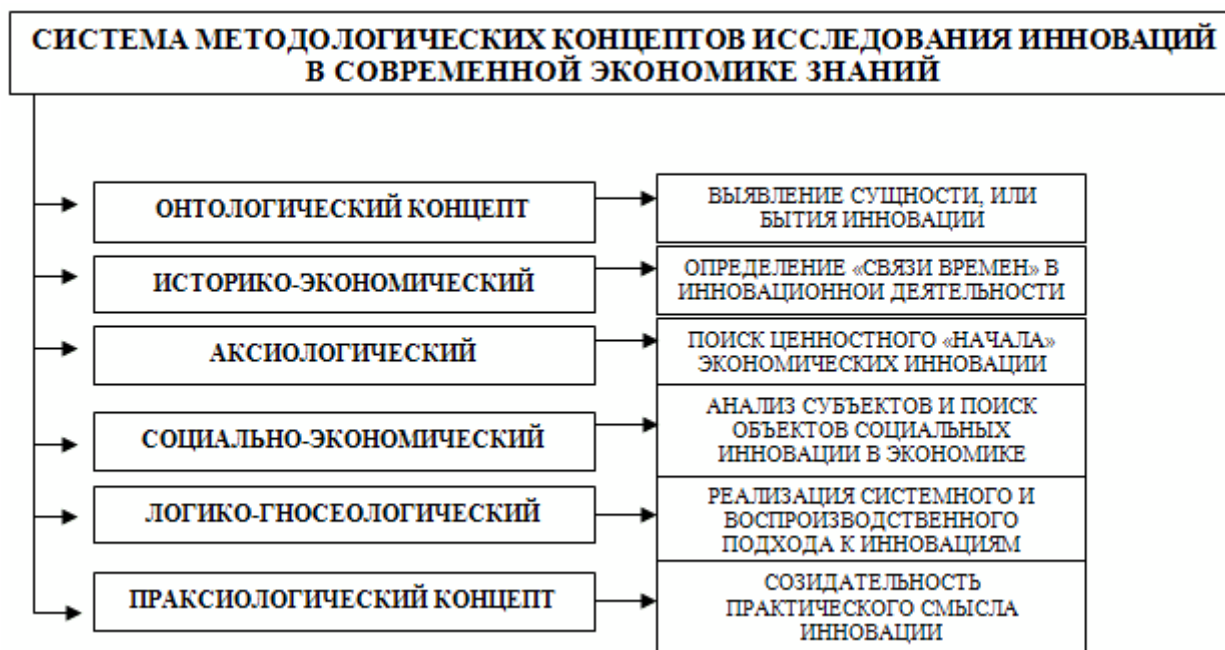 СИСТЕМА МЕТОДОЛОГИЧЕСКИХ КОНЦЕПТОВ ИССЛЕДОВАНИЯ ИННОВАЦИЙ
В СОВРЕМЕННОЙ ЭКОНОМИКЕ ЗНАНИЙ
ОНТОЛОГИЧЕСКИЙ КОНЦЕПТ
ВЫЯВЛЕНИЕ СУЩНОСТИ, ИЛИ
БЫТИЯ ИННОВАЦИИ
ИСТОРИКО-ЭКОНОМИЧЕСКИЙ
ОПРЕДЕЛЕНИЕ «СВЯЗИ ВРЕМЕН» В
ИННОВАЦИОННОИ ДЕЯТЕЛЬНОСТИ
АКСИОЛОГИЧЕСКИЙ
ПОИСК ЦЕННОСТНОГО «НАЧАЛА»
ЭКОНОМИЧЕСКИХ ИННОВАЦИИ
СОЦИАЛЬНО-ЭКОНОМИЧЕСКИЙ
АНАЛИЗ СУБЪЕКТОВ И ПОИСК
ОБЪЕКТОВ СОЦИАЛЬНЫХ
ИННОВАЦИИ В ЭКОНОМИКЕ
ЛОГИКО-ГНОСЕОЛОГИЧЕСКИЙ
РЕАЛИЗАЦИЯ СИСТЕМНОГО И
ВОСПРОИЗВОДСТВЕННОГО
ПОДХОДА К ИННОВАЦИЯМ
ПРАКСИОЛОГИЧЕСКИЙ КОНЦЕПТ
СОЗИДАТЕЛЬНОСТЬ
ПРАКТИЧЕСКОГО СМЫСЛА
ИННОВАЦИИ